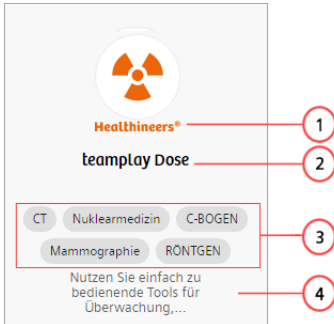 Healthineers®
1
teamplay Dose
2
CT Nuklearmedizin C-BOGEN
3
Mammographie RÖNTGEN
Nutzen Sie einfach zu
bedienende Tools für
4
Überwachung,...